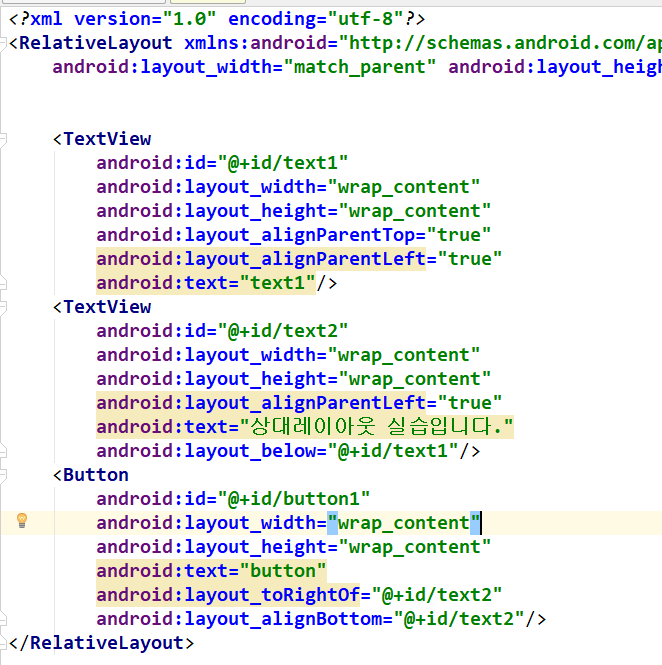 <?xml version="1.0" encoding="utf-8"?>
<RelativeLayout xmlns:android="http://schemas.android.com/ap
android:layout_width="match_parent" android:layout_heigh
<TextView
android:id="@+id/text1"
android:layout_width="wrap_content"
android:layout_height="wrap_content"
android:layout_alignParentTop="true"
android:layout_alignParentLeft="true"
android:text="text1"/>
<TextView
android:id="@+id/text2"
android:layout_width="wrap_content"
android:layout_height="wrap_content"
android:layout_alignParentLeft="true"
android:text="상대레이아웃 실습입니다."
android:layout_below="@+id/text1"/>
<Button
android:id="@+id/button1"
android:layout_width="wrap_content"
android:layout_height="wrap_content"
android:text="button"
android:layout_toRightOf="@+id/text2"
android:layout_alignBottom="@+id/text2"/>
</RelativeLayout>